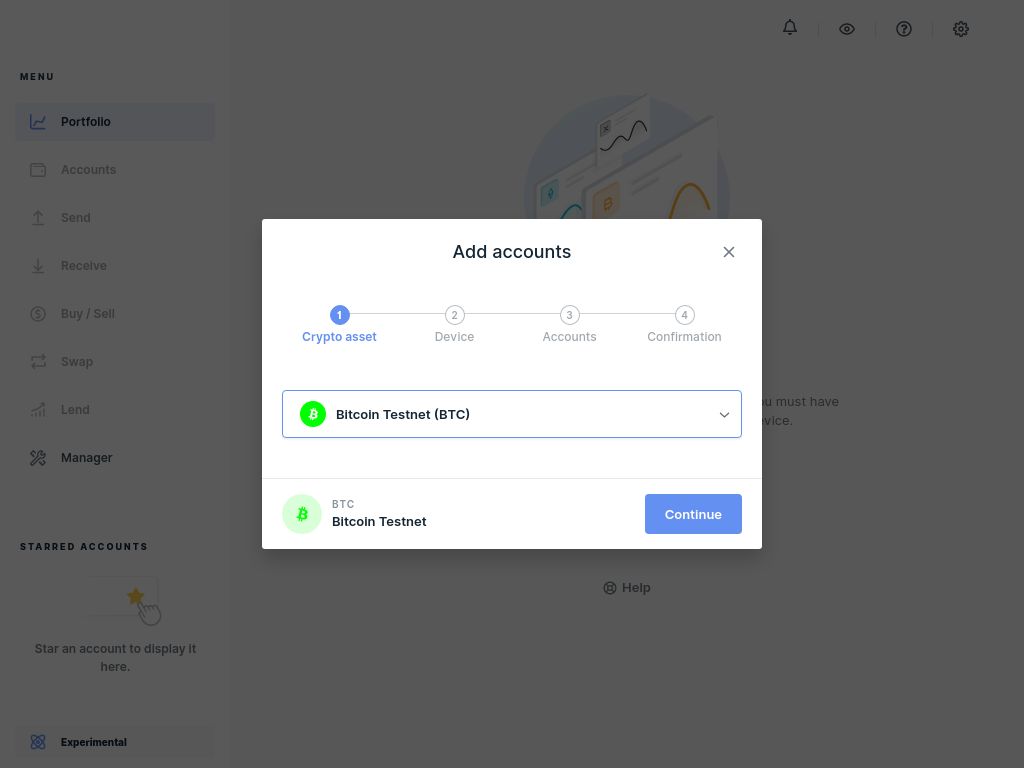 MENU
Portfolio
Accounts
Send
Receive
Buy / Sell
Swap
Lend
Manager
STARRED ACCOUNTS
Star an account to display it
here.
Experimental
Add accounts
1
2
3
4
Crypto asset
Device
Accounts
Confirmation
Bitcoin Testnet (BTC)
BTC
Bitcoin Testnet
Continue
must have
Help